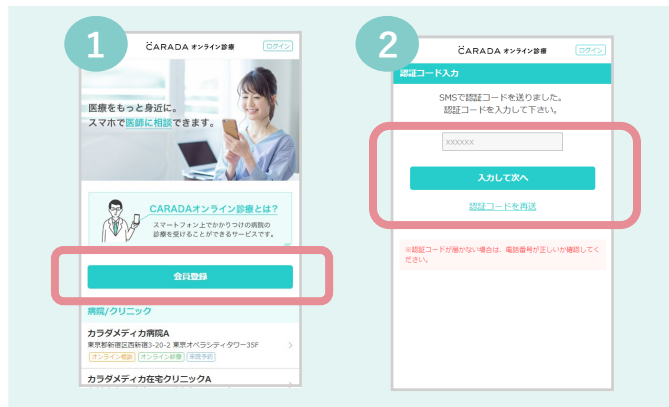 1
CARADA オンライン診療
ログイン
医療をもっと身近に。
スマホで医師に相談できます。
CARADAオンライン診療とは?
スマートフォン上でかかりつけの病院の
診療を受けることができるサービスです。
会員登録
病院/クリニック
カラダメディカ病院A
東京都新宿区西新宿3-20-2 東京オペラシティタワー35F
オンライン相談 オンライン診療 来院予約
カラダメディカ在宅クリニックA
2
CARADA オンライン診療
ログイン
認証コード入力
SMSで認証コードを送りました。
認証コードを入力して下さい。
xxxxxx
入力して次へ
認証コードを再送
※認証コードが届かない場合は、電話番号が正しいか確認してく
ださい。